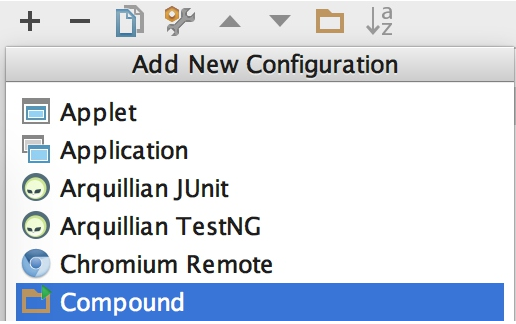 a
z
Add New Configuration
Applet
Application
Arquillian JUnit
Arquillian TestNG
Chromium Remote
Compound